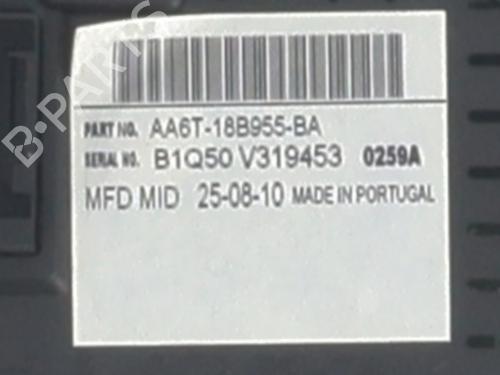 B-PARTS
PART NO. AA6T-18B955-BA
SERIAL NO. B1Q50 V319453 0259A
MFD MID 25-08-10 MADE IN PORTUGAL